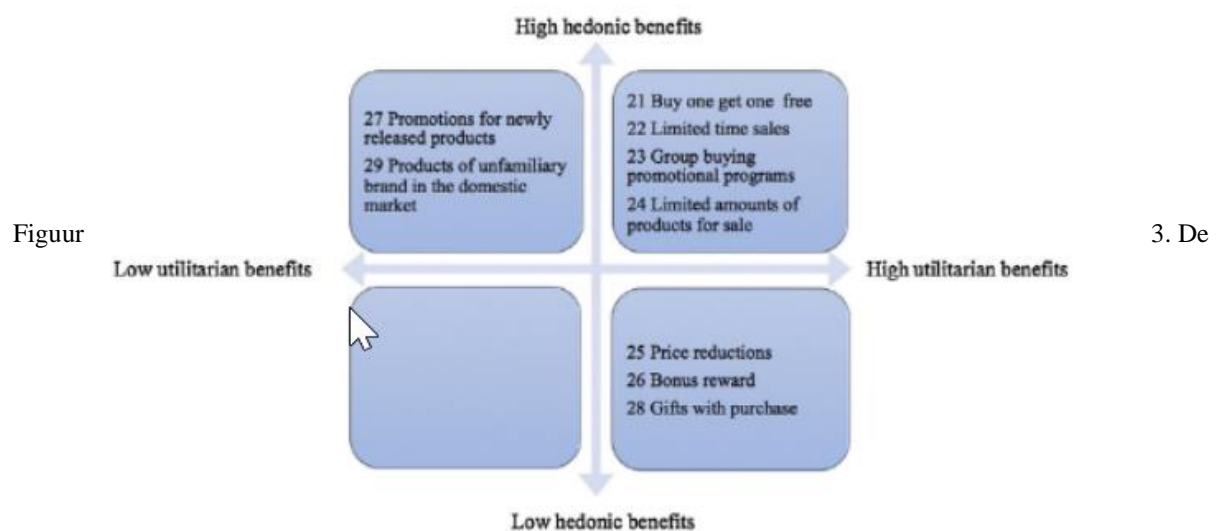 High hedonic benefits
27 Promotions for newly
released products
29 Products of unfamiliary
brand in the domestic
market
21 Buy one get one free
22 Limited time sales
23 Group buying
promotional programs
24 Limited amounts of
products for sale
Figuur
3. De
Low utilitarian benefits
High utilitarian benefits
25 Price reductions
26 Bonus reward
28 Gifts with purchase
Low hedonic benefits